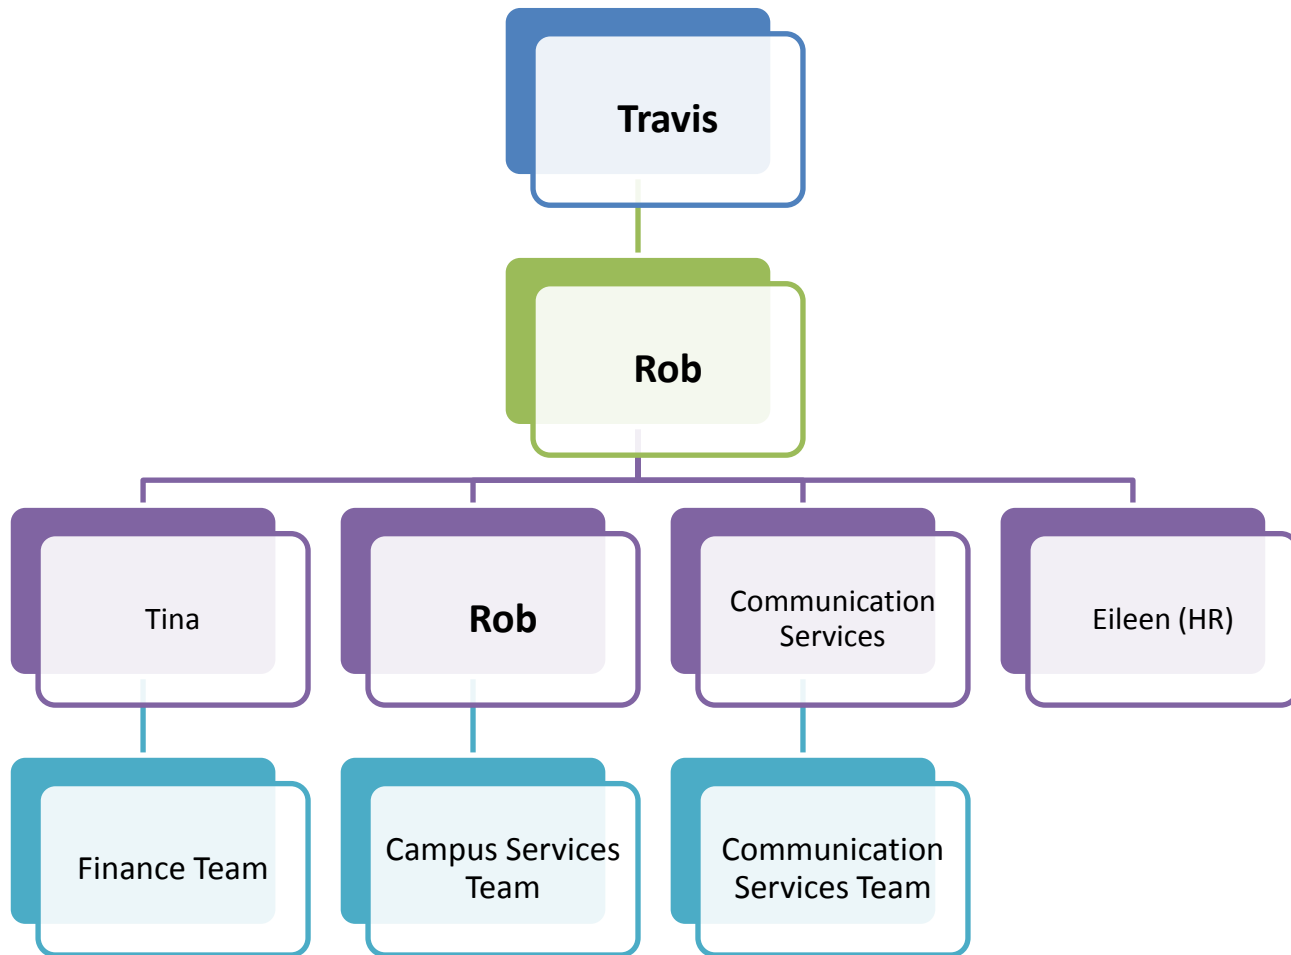 Travis
Rob
Tina
Rob
Communication
Services
Eileen (HR)
Finance Team
Campus Services
Team
Communication
Services Team